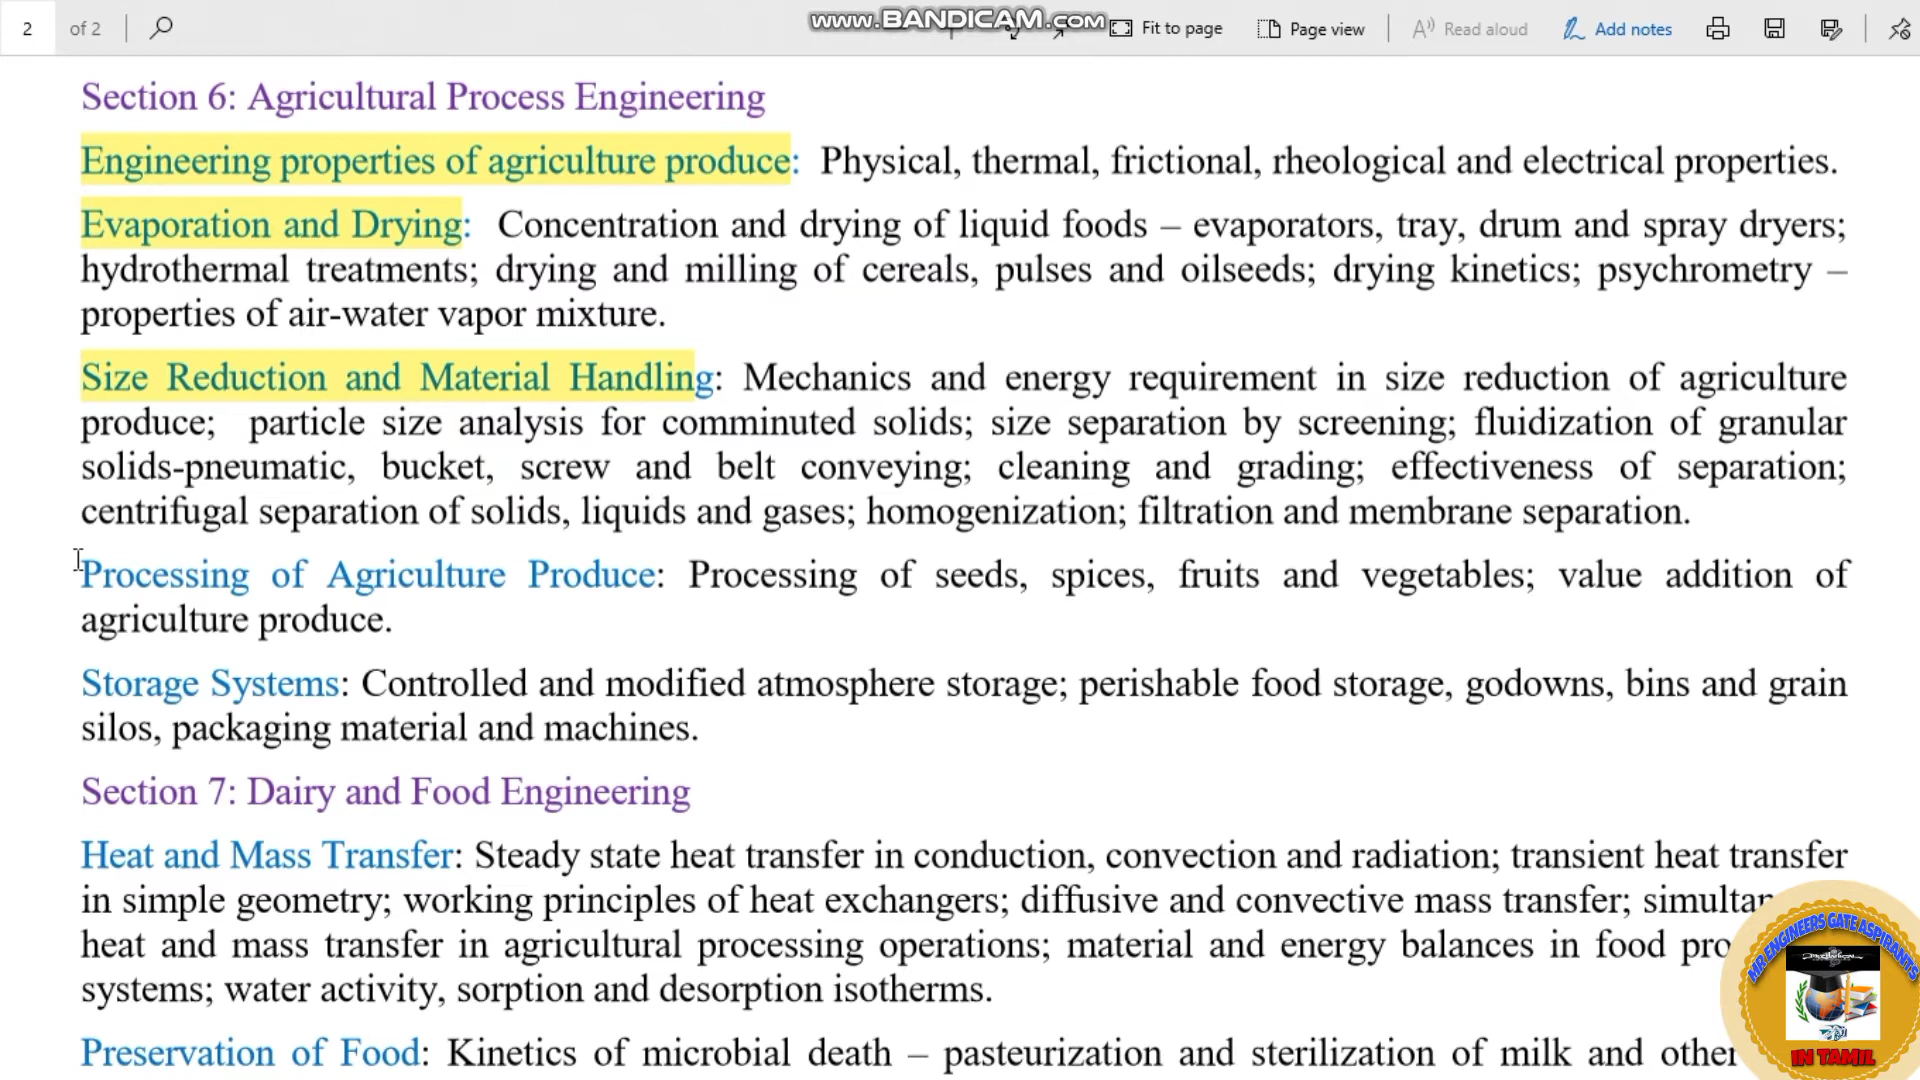 2 of 2 Fit to page Page view Read aloud Add notes
www.BANDICAM.com
Section 6: Agricultural Process Engineering
Engineering properties of agriculture produce: Physical, thermal, frictional, rheological and electrical properties.
Evaporation and Drying: Concentration and drying of liquid foods – evaporators, tray, drum and spray dryers;
hydrothermal treatments; drying and milling of cereals, pulses and oilseeds; drying kinetics; psychrometry –
properties of air-water vapor mixture.
Size Reduction and Material Handling: Mechanics and energy requirement in size reduction of agriculture
produce; particle size analysis for comminuted solids; size separation by screening; fluidization of granular
solids-pneumatic, bucket, screw and belt conveying; cleaning and grading; effectiveness of separation;
centrifugal separation of solids, liquids and gases; homogenization; filtration and membrane separation.
Processing of Agriculture Produce: Processing of seeds, spices, fruits and vegetables; value addition of
agriculture produce.
Storage Systems: Controlled and modified atmosphere storage; perishable food storage, godowns, bins and grain
silos, packaging material and machines.
Section 7: Dairy and Food Engineering
Heat and Mass Transfer: Steady state heat transfer in conduction, convection and radiation; transient heat transfer
in simple geometry; working principles of heat exchangers; diffusive and convective mass transfer; simultan
heat and mass transfer in agricultural processing operations; material and energy balances in food pro
systems; water activity, sorption and desorption isotherms.
Preservation of Food: Kinetics of microbial death – pasteurization and sterilization of milk and other
MR ENGINEERS GATE ASPIRANTS
IN TAMIL